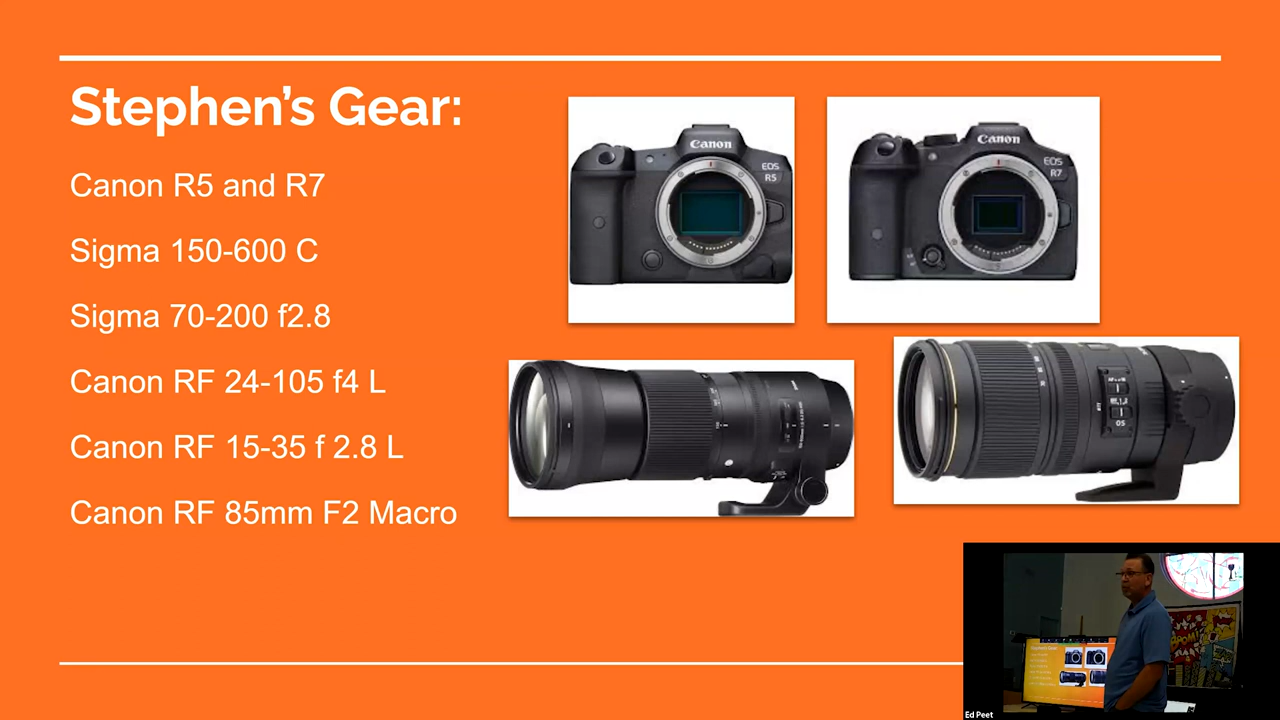 Stephen's Gear:
Canon R5 and R7
Sigma 150-600 C
Sigma 70-200 f2.8
Canon RF 24-105 f4 L
Canon RF 15-35 f 2.8 L
Canon RF 85mm F2 Macro
Canon
EOS
R5
Canon
EOS
R7
OS
BOOM!
Ed Peet